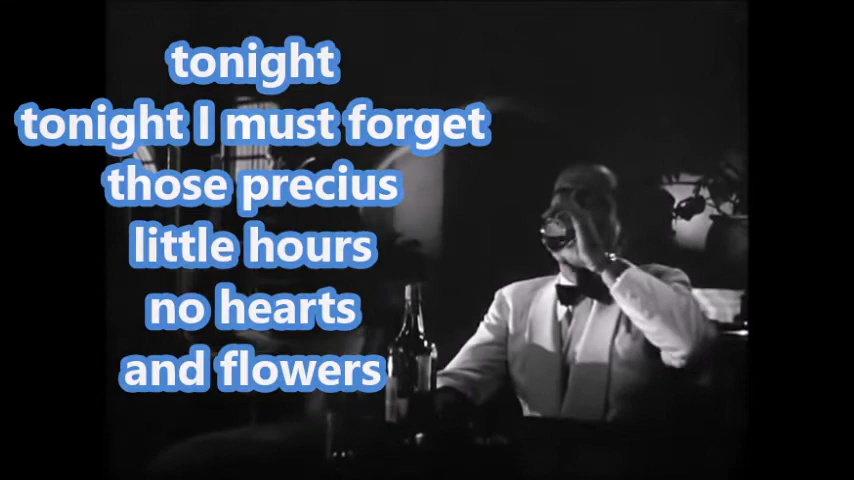 tonight
tonight I must forget
those precius
little hours
no hearts
and flowers